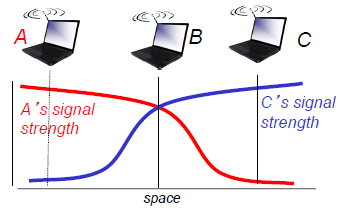 A
B
C
A's signal
strength
C's signal
strength
space